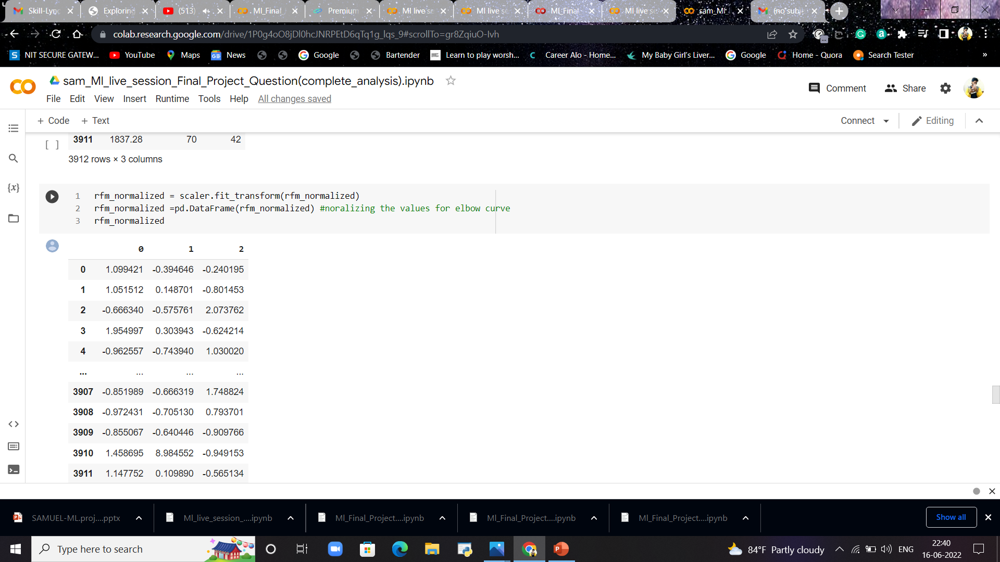 Skill-Lyn
Exploring
(513)
Ml_Final_
Premium
Ml live se
Ml live se
Ml_Final_
Ml live se
sam_Ml_
(no subj
colab.research.google.com/drive/1P0g4oO8jDl0hcJNRPEtD6qTq1g_lqs_9#scrollTo=gr8ZqiuO-Ivh
NIT SECURE GATEW...
YouTube
Maps
News
Google
Bartender
Learn to play worsh...
Career Alo - Home...
My Baby Girl's Liver...
Google
Home - Quora
Search Tester
»
sam_Ml_live_session_Final_Project_Question(complete_analysis).ipynb
Comment
Share
File Edit View Insert Runtime Tools Help All changes saved
+ Code + Text
Connect
Editing
[ ]
3911 1837.28 70 42
3912 rows × 3 columns
{x}
1 rfm_normalized = scaler.fit_transform(rfm_normalized)
2 rfm_normalized =pd.DataFrame(rfm_normalized) #noralizing the values for elbow curve
3 rfm_normalized
0 1 2
0 1.099421 -0.394646 -0.240195
1 1.051512 0.148701 -0.801453
2 -0.666340 -0.575761 2.073762
3 1.954997 0.303943 -0.624214
4 -0.962557 -0.743940 1.030020
... ... ... ...
3907 -0.851989 -0.666319 1.748824
3908 -0.972431 -0.705130 0.793701
3909 -0.855067 -0.640446 -0.909766
3910 1.458695 8.984552 -0.949153
3911 1.147752 0.109890 -0.565134
SAMUEL-ML.proj....pptx
Ml_live_session_....ipynb
Ml_Final_Project....ipynb
Ml_Final_Project....ipynb
Ml_Final_Project....ipynb
Show all
Type here to search
84°F Partly cloudy
ENG
22:40
16-06-2022